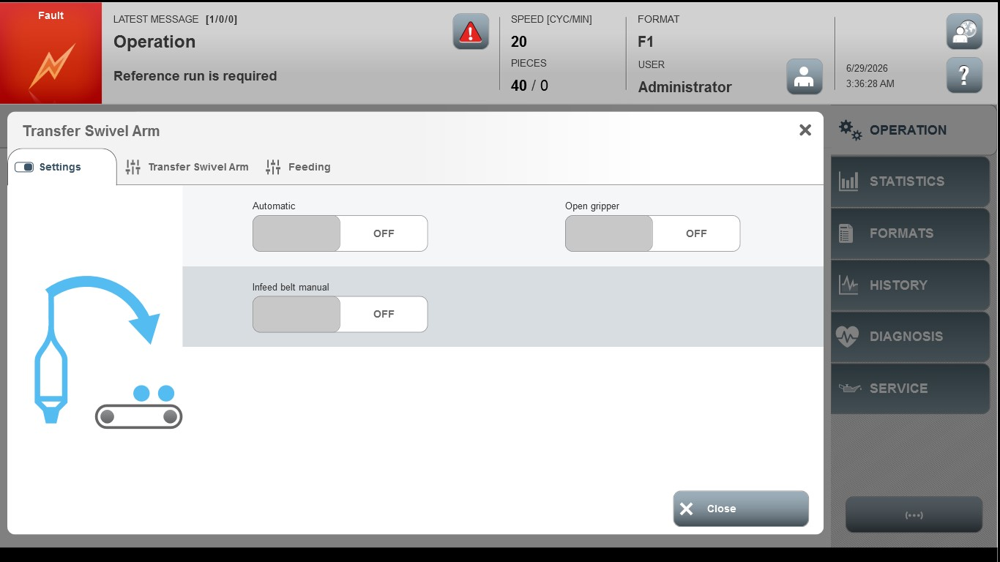 Fault
LATEST MESSAGE [1/0/0]
Operation
Reference run is required
SPEED [CYC/MIN]
20
PIECES
40 / 0
FORMAT
F1
USER
Administrator
6/29/2026
3:36:28 AM
?
Transfer Swivel Arm
Settings
Transfer Swivel Arm
Feeding
Automatic
OFF
Open gripper
OFF
Infeed belt manual
OFF
Close
OPERATION
STATISTICS
FORMATS
HISTORY
DIAGNOSIS
SERVICE
(•••)